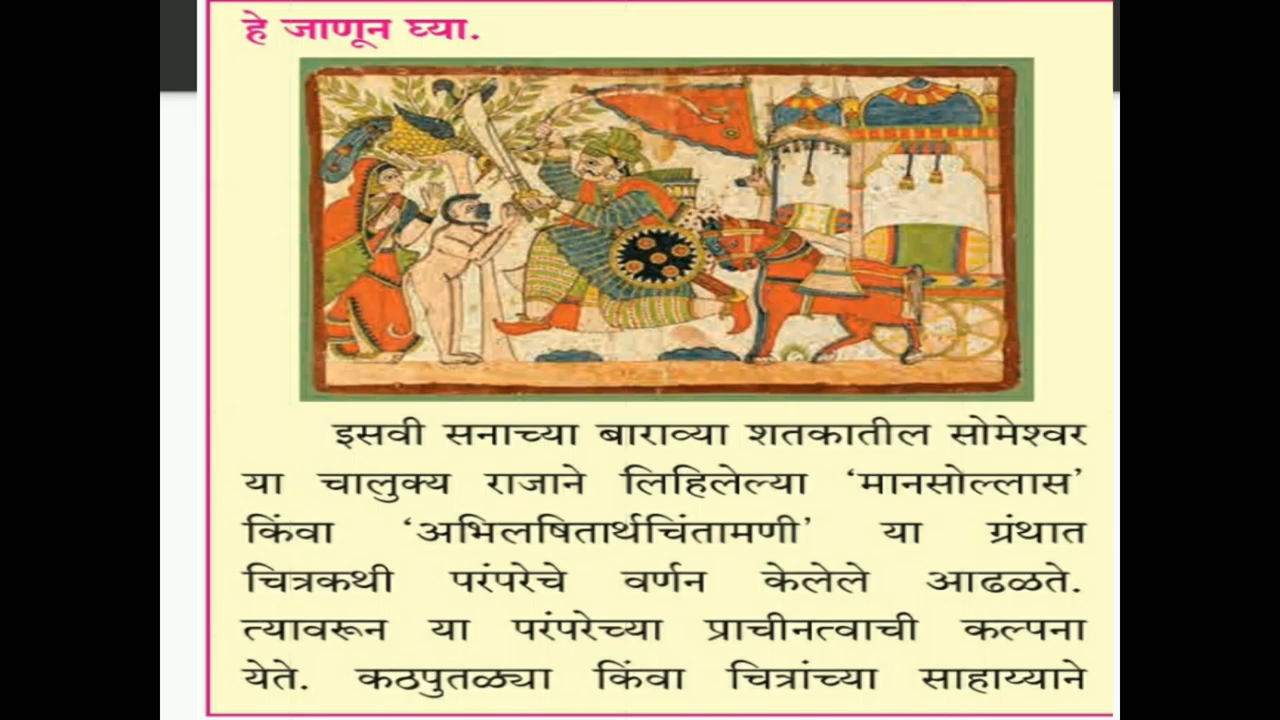 हे जाणून घ्या.
इसवी सनाच्या बाराव्या शतकातील सोमेश्वर
या चालुक्य राजाने लिहिलेल्या ‘मानसोल्लास’
किंवा ‘अभिलषितार्थचिंतामणी’ या ग्रंथात
चित्रकथी परंपरेचे वर्णन केलेले आढळते.
त्यावरून या परंपरेच्या प्राचीनत्वाची कल्पना
येते. कठपुतळ्या किंवा चित्रांच्या साहाय्याने